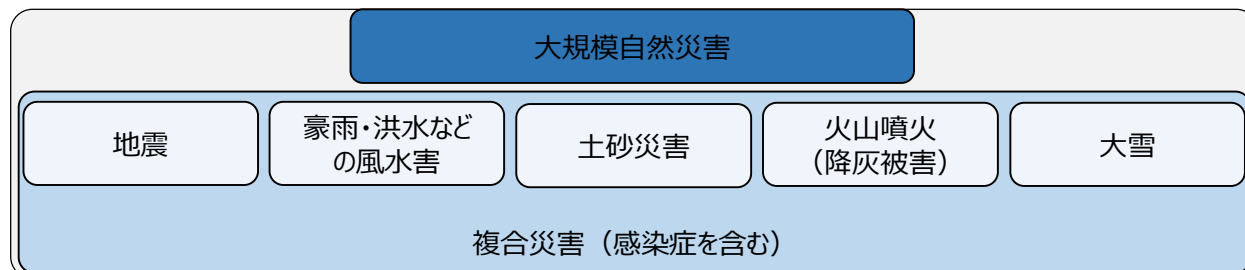 大規模自然災害
地震
豪雨・洪水など
の風水害
土砂災害
火山噴火
（降灰被害）
大雪
複合災害（感染症を含む）